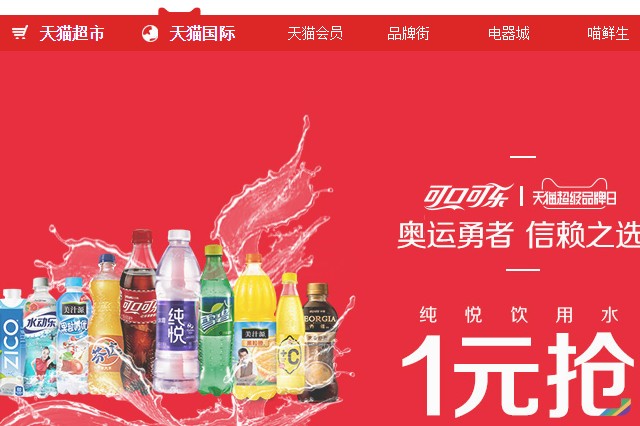 天猫超市 天猫国际 天猫会员 品牌街 电器城 喵鲜生
可口可乐 天猫超级品牌日
奥运勇者 信赖之选
纯悦饮用水
1元抢
ZICO
水动乐
美汁源
可口可乐
纯悦
雪碧
美汁源
果粒橙
+C
GEORGIA